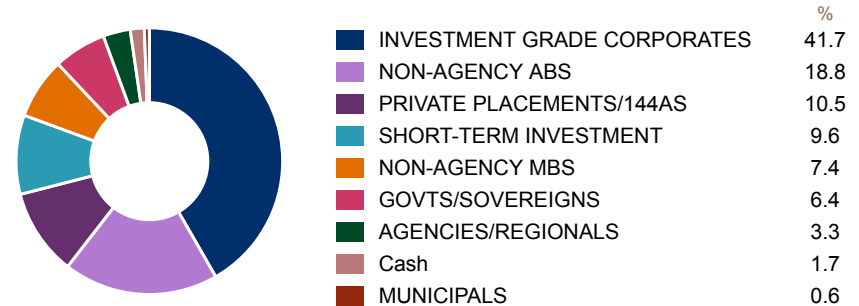 %
INVESTMENT GRADE CORPORATES 41.7
NON-AGENCY ABS 18.8
PRIVATE PLACEMENTS/144AS 10.5
SHORT-TERM INVESTMENT 9.6
NON-AGENCY MBS 7.4
GOVTS/SOVEREIGNS 6.4
AGENCIES/REGIONALS 3.3
Cash 1.7
MUNICIPALS 0.6